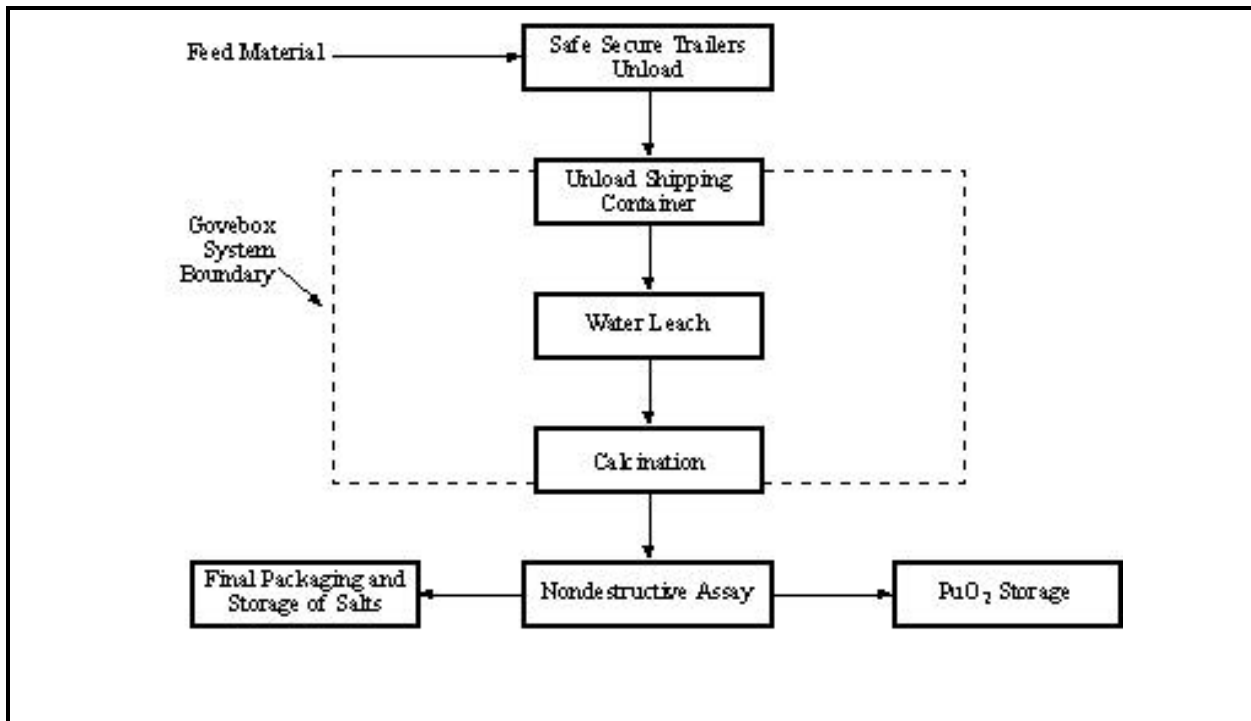 Feed Material
Safe Secure Trailers
Unload
Unload Shipping
Container
Govebox
System
Boundary
Water Leach
Calcination
Final Packaging and
Storage of Salts
Nondestructive Assay
PuO₂ Storage